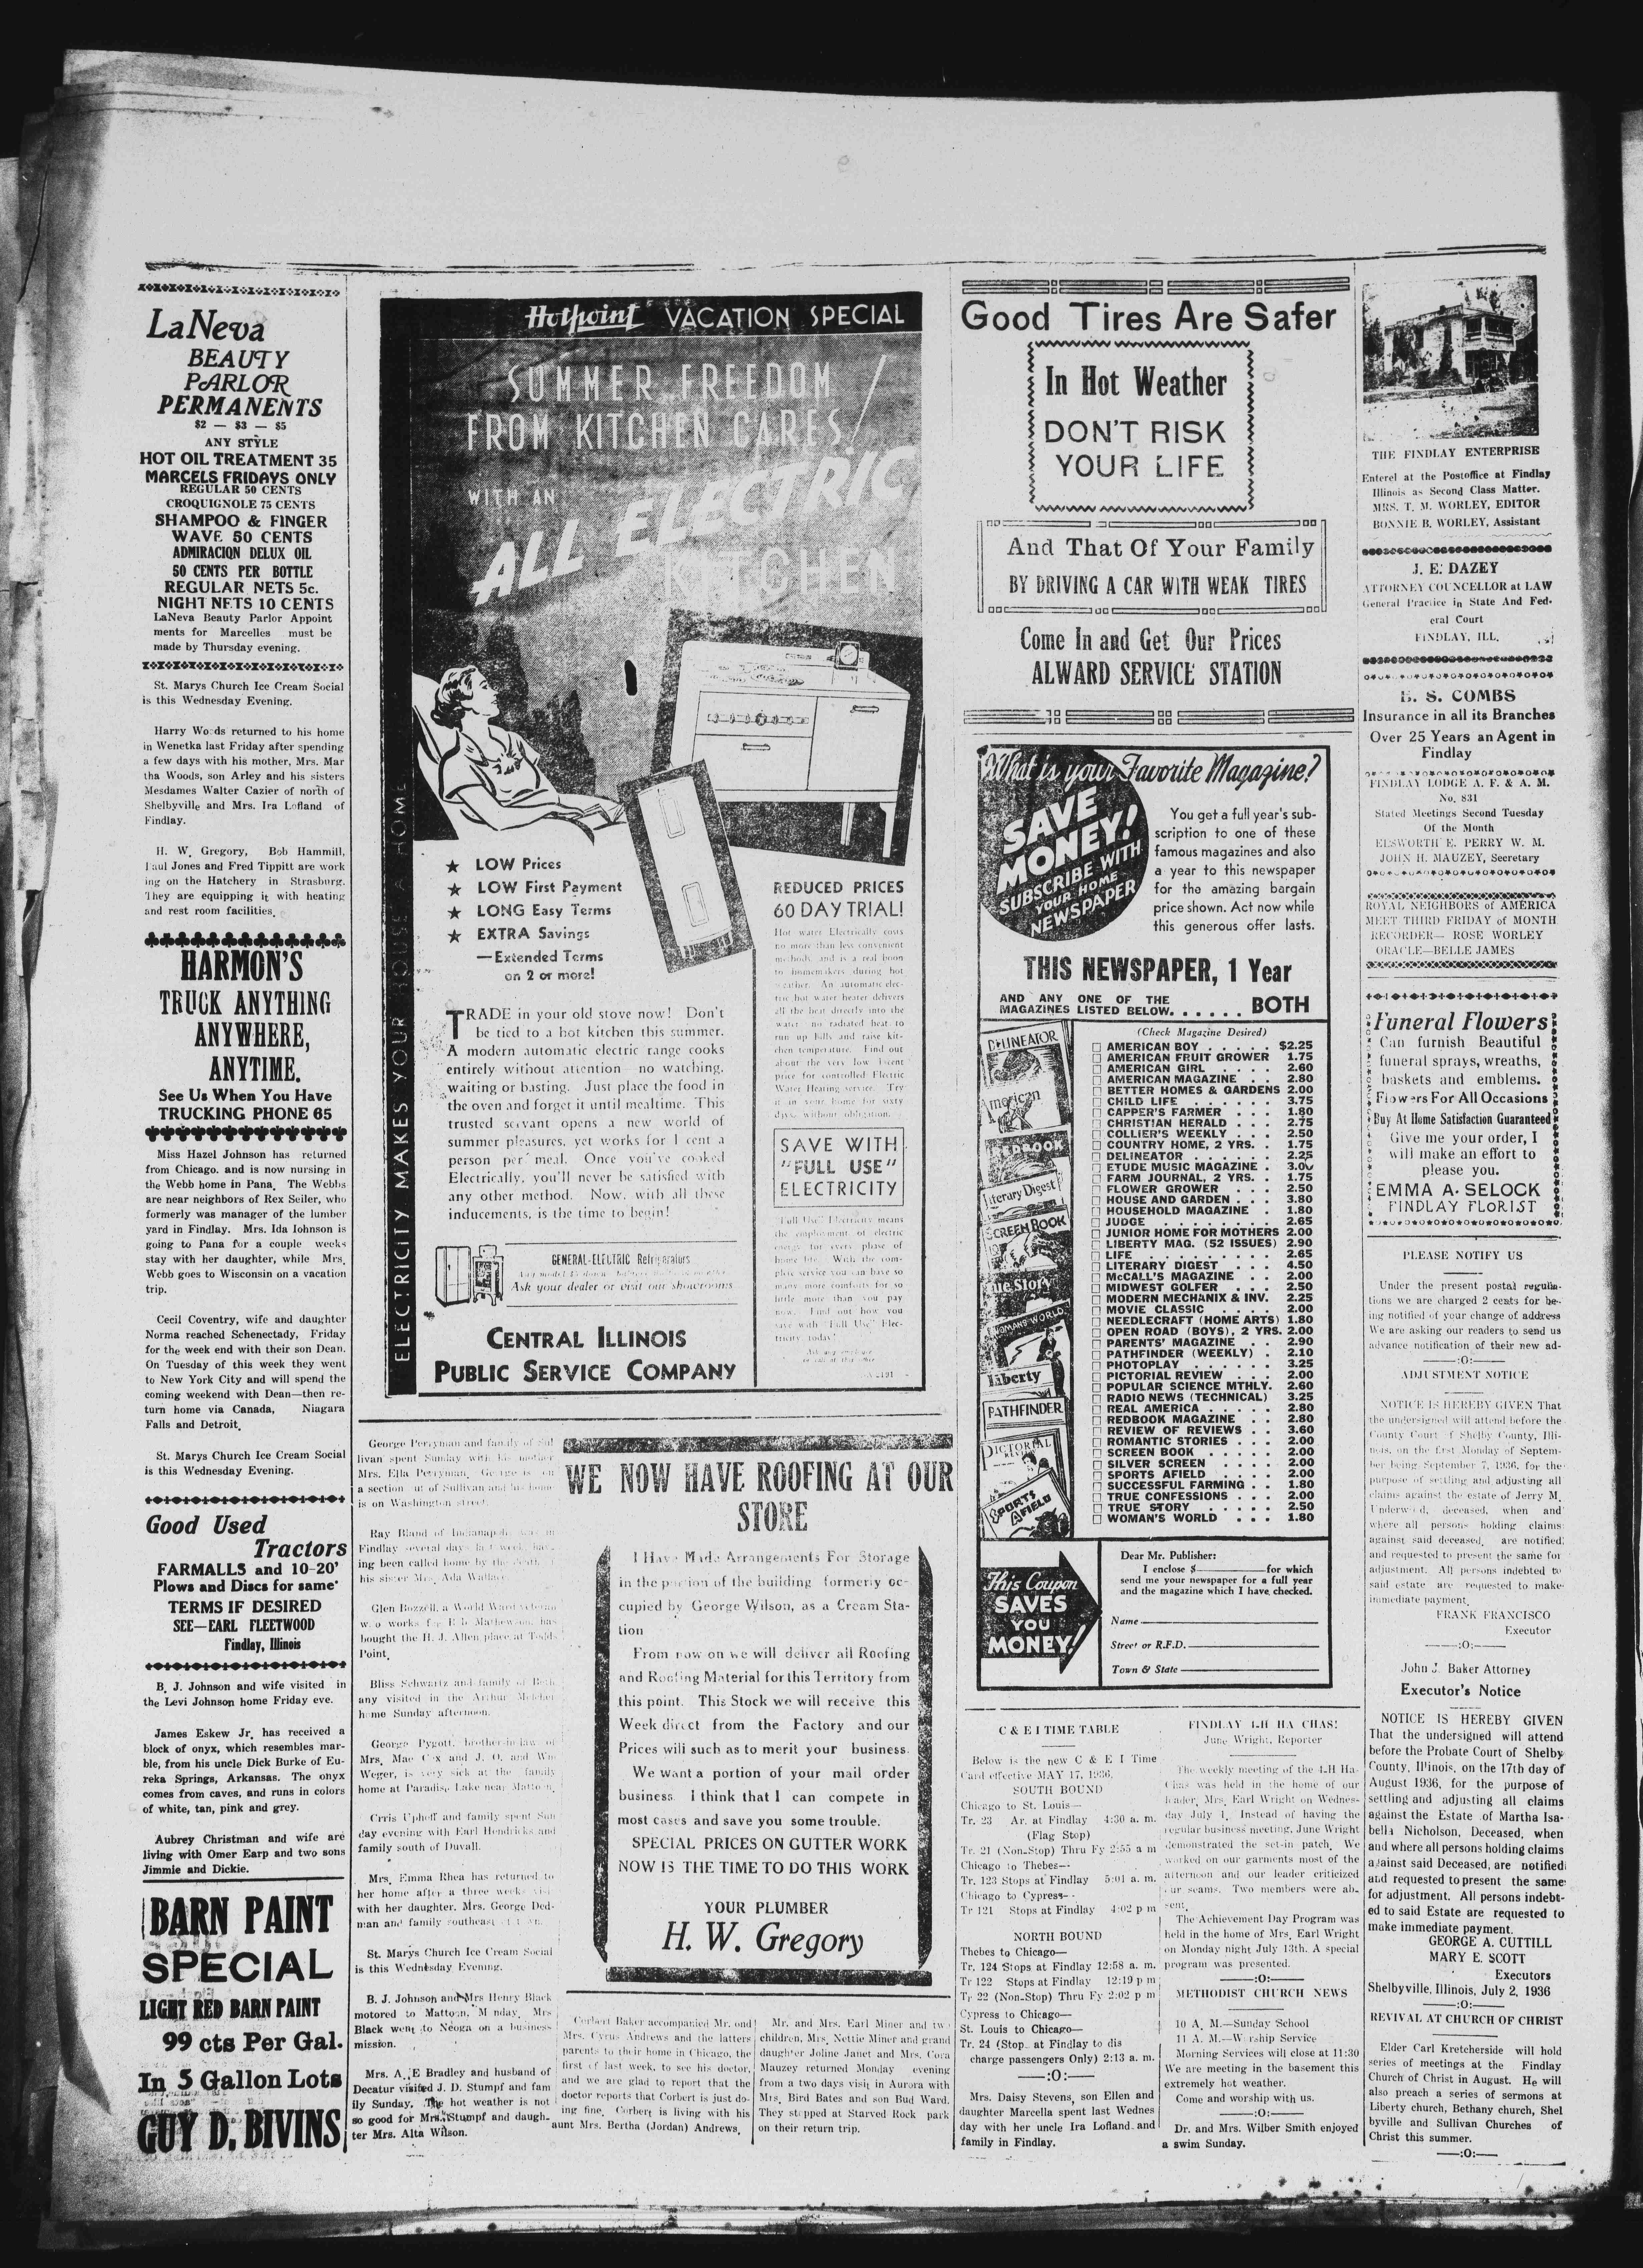 LaNeva
BEAUTY
PARLOR
PERMANENTS
$2 — $3 — $5
ANY STYLE
HOT OIL TREATMENT 35
MARCELS FRIDAYS ONLY
REGULAR 50 CENTS
CROQUIGNOLE 75 CENTS
SHAMPOO & FINGER
WAVE 50 CENTS
ADMIRACION DELUX OIL
50 CENTS PER BOTTLE
REGULAR NETS 5c.
NIGHT NETS 10 CENTS
LaNeva Beauty Parlor Appoint
ments for Marcelles must be
made by Thursday evening.
St. Marys Church Ice Cream Social
is this Wednesday Evening.
Harry Woods returned to his home
in Wenetka last Friday after spending
a few days with his mother, Mrs. Mar
tha Woods, son Arley and his sisters
Mesdames Walter Cazier of north of
Shelbyville and Mrs. Ira Lofland of
Findlay.
H. W. Gregory, Bob Hammill,
Paul Jones and Fred Tippitt are work
ing on the Hatchery in Strasburg.
They are equipping it with heating
and rest room facilities.
HARMON'S
TRUCK ANYTHING
ANYWHERE,
ANYTIME.
See Us When You Have
TRUCKING PHONE 65
Miss Hazel Johnson has returned
from Chicago. and is now nursing in
the Webb home in Pana. The Webbs
are near neighbors of Rex Seiler, who
formerly was manager of the lumber
yard in Findlay. Mrs. Ida Johnson is
going to Pana for a couple weeks
stay with her daughter, while Mrs.
Webb goes to Wisconsin on a vacation
trip.
Cecil Coventry, wife and daughter
Norma reached Schenectady, Friday
for the week end with their son Dean.
On Tuesday of this week they went
to New York City and will spend the
coming weekend with Dean—then re-
turn home via Canada, Niagara
Falls and Detroit.
St. Marys Church Ice Cream Social
is this Wednesday Evening.
Good Used
Tractors
FARMALLS and 10-20'
Plows and Discs for same'
TERMS IF DESIRED
SEE—EARL FLEETWOOD
Findlay, Illinois
B. J. Johnson and wife visited in
the Levi Johnson home Friday eve.
James Eskew Jr. has received a
block of onyx, which resembles mar-
ble, from his uncle Dick Burke of Eu-
reka Springs, Arkansas. The onyx
comes from caves, and runs in colors
of white, tan, pink and grey.
Aubrey Christman and wife are
living with Omer Earp and two sons
Jimmie and Dickie.
BARN PAINT
SPECIAL
LIGHT RED BARN PAINT
99 cts Per Gal.
In 5 Gallon Lots
GUY D. BIVINS
Hotpoint VACATION SPECIAL
SUMMER FREEDOM
FROM KITCHEN CARES!
WITH AN
ALL ELECTRIC
KITCHEN
ELECTRICITY MAKES YOUR HOUSE A HOME
★ LOW Prices
★ LOW First Payment
★ LONG Easy Terms
★ EXTRA Savings
—Extended Terms
on 2 or more!
TRADE in your old stove now! Don't
be tied to a hot kitchen this summer.
A modern automatic electric range cooks
entirely without attention—no watching,
waiting or basting. Just place the food in
the oven and forget it until mealtime. This
trusted servant opens a new world of
summer pleasures, yet works for 1 cent a
person per meal. Once you've cooked
Electrically, you'll never be satisfied with
any other method. Now, with all these
inducements, is the time to begin!
GENERAL-ELECTRIC Refrigerators
Ask your dealer or visit our showrooms
CENTRAL ILLINOIS
PUBLIC SERVICE COMPANY
REDUCED PRICES
60 DAY TRIAL!
Hot water Electrically costs
no more than less convenient
methods and is a real boon
to homemakers during hot
weather. An automatic elec-
tric hot water heater delivers
all the heat directly into the
water—no radiated heat to
run up bills and raise kit-
chen temperature. Find out
about the very low 1-cent
price for controlled Electric
Water Heating service. Try
it in your home for sixty
days, without obligation.
SAVE WITH
"FULL USE"
ELECTRICITY
"Full Use" Electricity means
the employment of electric
energy for every phase of
home life. With the com-
plete service you can have so
many more comforts for so
little more than you pay
now. Find out how you
save with "Full Use" Elec-
tricity, today!
George Perryman and family of Sul
livan spent Sunday with his mother
Mrs. Ella Perryman. George is on
a section of Sullivan and his home
is on Washington street.
Ray Bland of Indianapolis was in
Findlay several days last week, hav-
ing been called home by the death
his sister Mrs. Ada Wallace.
Glen Bozzell, a World War veteran
who works for Mathewson, has
bought the H. J. Allen place at Todds
Point.
Bliss Schwartz and family of Beth
any visited in the Arthur Melcher
home Sunday afternoon.
George Pygott, brother-in-law of
Mrs. Mae Cox and J. O. and Wm
Weger, is very sick at the family
home at Paradise Lake near Mattoon.
Orris Uphoff and family spent Sun
day evening with Earl Hendricks and
family south of Duvall.
Mrs. Emma Rhea has returned to
her home after a three weeks visit
with her daughter. Mrs. George Ded-
man and family southeast of town.
St. Marys Church Ice Cream Social
is this Wednesday Evening.
B. J. Johnson and Mrs Henry Black
motored to Mattoon, Monday. Mrs
Black went to Neoga on a business
mission.
Mrs. A. E Bradley and husband of
Decatur visited J. D. Stumpf and fam
ily Sunday. The hot weather is not
so good for Mrs. Stumpf and daugh-
ter Mrs. Alta Wilson.
WE NOW HAVE ROOFING AT OUR
STORE
I Have Made Arrangements For Storage
in the portion of the building formerly oc-
cupied by George Wilson, as a Cream Sta-
tion
From now on we will deliver all Roofing
and Roofing Material for this Territory from
this point. This Stock we will receive this
Week direct from the Factory and our
Prices will such as to merit your business.
We want a portion of your mail order
business. I think that I can compete in
most cases and save you some trouble.
SPECIAL PRICES ON GUTTER WORK
NOW IS THE TIME TO DO THIS WORK
YOUR PLUMBER
H. W. Gregory
Corbert Baker accompanied Mr. ond
Mrs. Cyrus Andrews and the latters
parents to their home in Chicago, the
first of last week, to see his doctor,
and we are glad to report that the
doctor reports that Corbert is just do-
ing fine. Corbert is living with his
aunt Mrs. Bertha (Jordan) Andrews.
Mr. and Mrs. Earl Miner and two
children, Mrs. Nettie Miner and grand
daughter Joline Janet and Mrs. Cora
Mauzey returned Monday evening
from a two days visit in Aurora with
Mrs. Bird Bates and son Bud Ward.
They stopped at Starved Rock park
on their return trip.
Good Tires Are Safer
In Hot Weather
DON'T RISK
YOUR LIFE
And That Of Your Family
BY DRIVING A CAR WITH WEAK TIRES
Come In and Get Our Prices
ALWARD SERVICE STATION
What is your Favorite Magazine?
SAVE
MONEY!
SUBSCRIBE WITH
YOUR HOME
NEWSPAPER
You get a full year's sub-
scription to one of these
famous magazines and also
a year to this newspaper
for the amazing bargain
price shown. Act now while
this generous offer lasts.
THIS NEWSPAPER, 1 Year
AND ANY ONE OF THE
MAGAZINES LISTED BELOW. . . . . . BOTH
(Check Magazine Desired)
AMERICAN BOY . . . . . $2.25
AMERICAN FRUIT GROWER 1.75
AMERICAN GIRL . . . . 2.60
AMERICAN MAGAZINE . . 2.80
BETTER HOMES & GARDENS 2.00
CHILD LIFE . . . . . . 3.75
CAPPER'S FARMER . . . 1.80
CHRISTIAN HERALD . . . 2.75
COLLIER'S WEEKLY . . . 2.50
COUNTRY HOME, 2 YRS. . 1.75
DELINEATOR . . . . . . 2.25
ETUDE MUSIC MAGAZINE . 3.00
FARM JOURNAL, 2 YRS. . 1.75
FLOWER GROWER . . . 2.50
HOUSE AND GARDEN . . . 3.80
HOUSEHOLD MAGAZINE . 1.80
JUDGE . . . . . . . 2.65
JUNIOR HOME FOR MOTHERS 2.00
LIBERTY MAG. (52 ISSUES) 2.90
LIFE . . . . . . . 2.65
LITERARY DIGEST . . . 4.50
McCALL'S MAGAZINE . . 2.00
MIDWEST GOLFER . . . 2.50
MODERN MECHANIX & INV. 2.25
MOVIE CLASSIC . . . . 2.00
NEEDLECRAFT (HOME ARTS) 1.80
OPEN ROAD (BOYS), 2 YRS. 2.00
PARENTS' MAGAZINE . . 2.90
PATHFINDER (WEEKLY) . 2.10
PHOTOPLAY . . . . . . 3.25
PICTORIAL REVIEW . . . 2.00
POPULAR SCIENCE MTHLY. 2.60
RADIO NEWS (TECHNICAL) 3.25
REAL AMERICA . . . . . 2.80
REDBOOK MAGAZINE . . 2.80
REVIEW OF REVIEWS . . 3.60
ROMANTIC STORIES . . . 2.00
SCREEN BOOK . . . . . 2.00
SILVER SCREEN . . . . 2.00
SPORTS AFIELD . . . . 2.00
SUCCESSFUL FARMING . . 1.80
TRUE CONFESSIONS . . . 2.00
TRUE STORY . . . . . 2.50
WOMAN'S WORLD . . . 1.80
DELINEATOR
American
REDBOOK
Literary Digest
SCREEN BOOK
True Story
WOMAN'S WORLD
Liberty
PATHFINDER
PICTORIAL
SPORTS AFIELD
This Coupon
SAVES
YOU
MONEY!
Dear Mr. Publisher:
I enclose $ for which
send me your newspaper for a full year
and the magazine which I have checked.
Name
Street or R.F.D.
Town & State
C & E I TIME TABLE
Below is the new C & E I Time
Card effective MAY 17, 1936.
SOUTH BOUND
Chicago to St. Louis—
Tr. 23 Ar. at Findlay 4:30 a. m.
(Flag Stop)
Tr. 21 (Non-Stop) Thru Fy 2:55 a m
Chicago to Thebes—
Tr. 123 Stops at Findlay 5:01 a. m.
Chicago to Cypress—
Tr 121 Stops at Findlay 4:02 p m
NORTH BOUND
Thebes to Chicago—
Tr. 124 Stops at Findlay 12:58 a. m.
Tr 122 Stops at Findlay 12:19 p m
Tr 22 (Non-Stop) Thru Fy 2:02 p m
Cypress to Chicago—
St. Louis to Chicago—
Tr. 24 (Stop at Findlay to dis
charge passengers Only) 2:13 a. m.
—:O:—
Mrs. Daisy Stevens, son Ellen and
daughter Marcella spent last Wednes
day with her uncle Ira Lofland and
family in Findlay.
FINDLAY 4-H HA CHAS!
June Wright, Reporter
The weekly meeting of the 4-H Ha-
Chas was held in the home of our
leader, Mrs. Earl Wright on Wednes-
day July 1. Instead of having the
regular business meeting, June Wright
demonstrated the set-in patch. We
worked on our garments most of the
afternoon and our leader criticized
our seams. Two members were ab-
sent.
The Achievement Day Program was
held in the home of Mrs. Earl Wright
on Monday night July 13th. A special
program was presented.
—:O:—
METHODIST CHURCH NEWS
10 A. M.—Sunday School
11 A. M.—Worship Service
Morning Services will close at 11:30
We are meeting in the basement this
extremely hot weather.
Come and worship with us.
—:O:—
Dr. and Mrs. Wilber Smith enjoyed
a swim Sunday.
THE FINDLAY ENTERPRISE
Enterel at the Postoffice at Findlay
Illinois as Second Class Matter.
MRS. T. M. WORLEY, EDITOR
BONNIE B. WORLEY, Assistant
J. E. DAZEY
ATTORNEY COUNCELLOR at LAW
General Practice in State And Fed-
eral Court
FINDLAY, ILL.
E. S. COMBS
Insurance in all its Branches
Over 25 Years an Agent in
Findlay
FINDLAY LODGE A. F. & A. M.
No. 831
Stated Meetings Second Tuesday
Of the Month
ELSWORTH E. PERRY W. M.
JOHN H. MAUZEY, Secretary
ROYAL NEIGHBORS of AMERICA
MEET THIRD FRIDAY of MONTH
RECORDER— ROSE WORLEY
ORACLE—BELLE JAMES
Funeral Flowers
Can furnish Beautiful
funeral sprays, wreaths,
baskets and emblems.
Flowers For All Occasions
Buy At Home Satisfaction Guaranteed
Give me your order, I
will make an effort to
please you.
EMMA A. SELOCK
FINDLAY FLORIST
PLEASE NOTIFY US
Under the present postal regula-
tions we are charged 2 cents for be-
ing notified of your change of address
We are asking our readers to send us
advance notification of their new ad-
—:O:—
ADJUSTMENT NOTICE
NOTICE IS HEREBY GIVEN That
the undersigned will attend before the
County Court of Shelby County, Illi-
nois, on the first Monday of Septem-
ber being September 7, 1936, for the
purpose of settling and adjusting all
claims against the estate of Jerry M.
Underwood, deceased, when and
where all persons holding claims
against said deceased, are notified
and requested to present the same for
adjustment. All persons indebted to
said estate are requested to make
immediate payment.
FRANK FRANCISCO
Executor
—:O:—
John J. Baker Attorney
Executor's Notice
NOTICE IS HEREBY GIVEN
That the undersigned will attend
before the Probate Court of Shelby
County, Illinois, on the 17th day of
August 1936, for the purpose of
settling and adjusting all claims
against the Estate of Martha Isa-
bella Nicholson, Deceased, when
and where all persons holding claims
against said Deceased, are notified
and requested to present the same
for adjustment. All persons indebt-
ed to said Estate are requested to
make immediate payment.
GEORGE A. CUTTILL
MARY E. SCOTT
Executors
Shelbyville, Illinois, July 2, 1936
—:O:—
REVIVAL AT CHURCH OF CHRIST
Elder Carl Kretcherside will hold
series of meetings at the Findlay
Church of Christ in August. He will
also preach a series of sermons at
Liberty church, Bethany church, Shel
byville and Sullivan Churches of
Christ this summer.
—:O:—